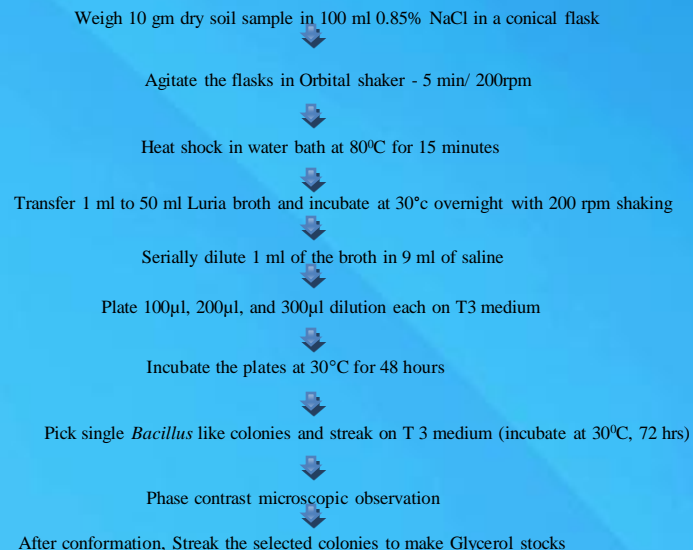 Weigh 10 gm dry soil sample in 100 ml 0.85% NaCl in a conical flask
Agitate the flasks in Orbital shaker - 5 min/ 200rpm
Heat shock in water bath at 80⁰C for 15 minutes
Transfer 1 ml to 50 ml Luria broth and incubate at 30°c overnight with 200 rpm shaking
Serially dilute 1 ml of the broth in 9 ml of saline
Plate 100µl, 200µl, and 300µl dilution each on T3 medium
Incubate the plates at 30°C for 48 hours
Pick single Bacillus like colonies and streak on T 3 medium (incubate at 30⁰C, 72 hrs)
Phase contrast microscopic observation
After conformation, Streak the selected colonies to make Glycerol stocks